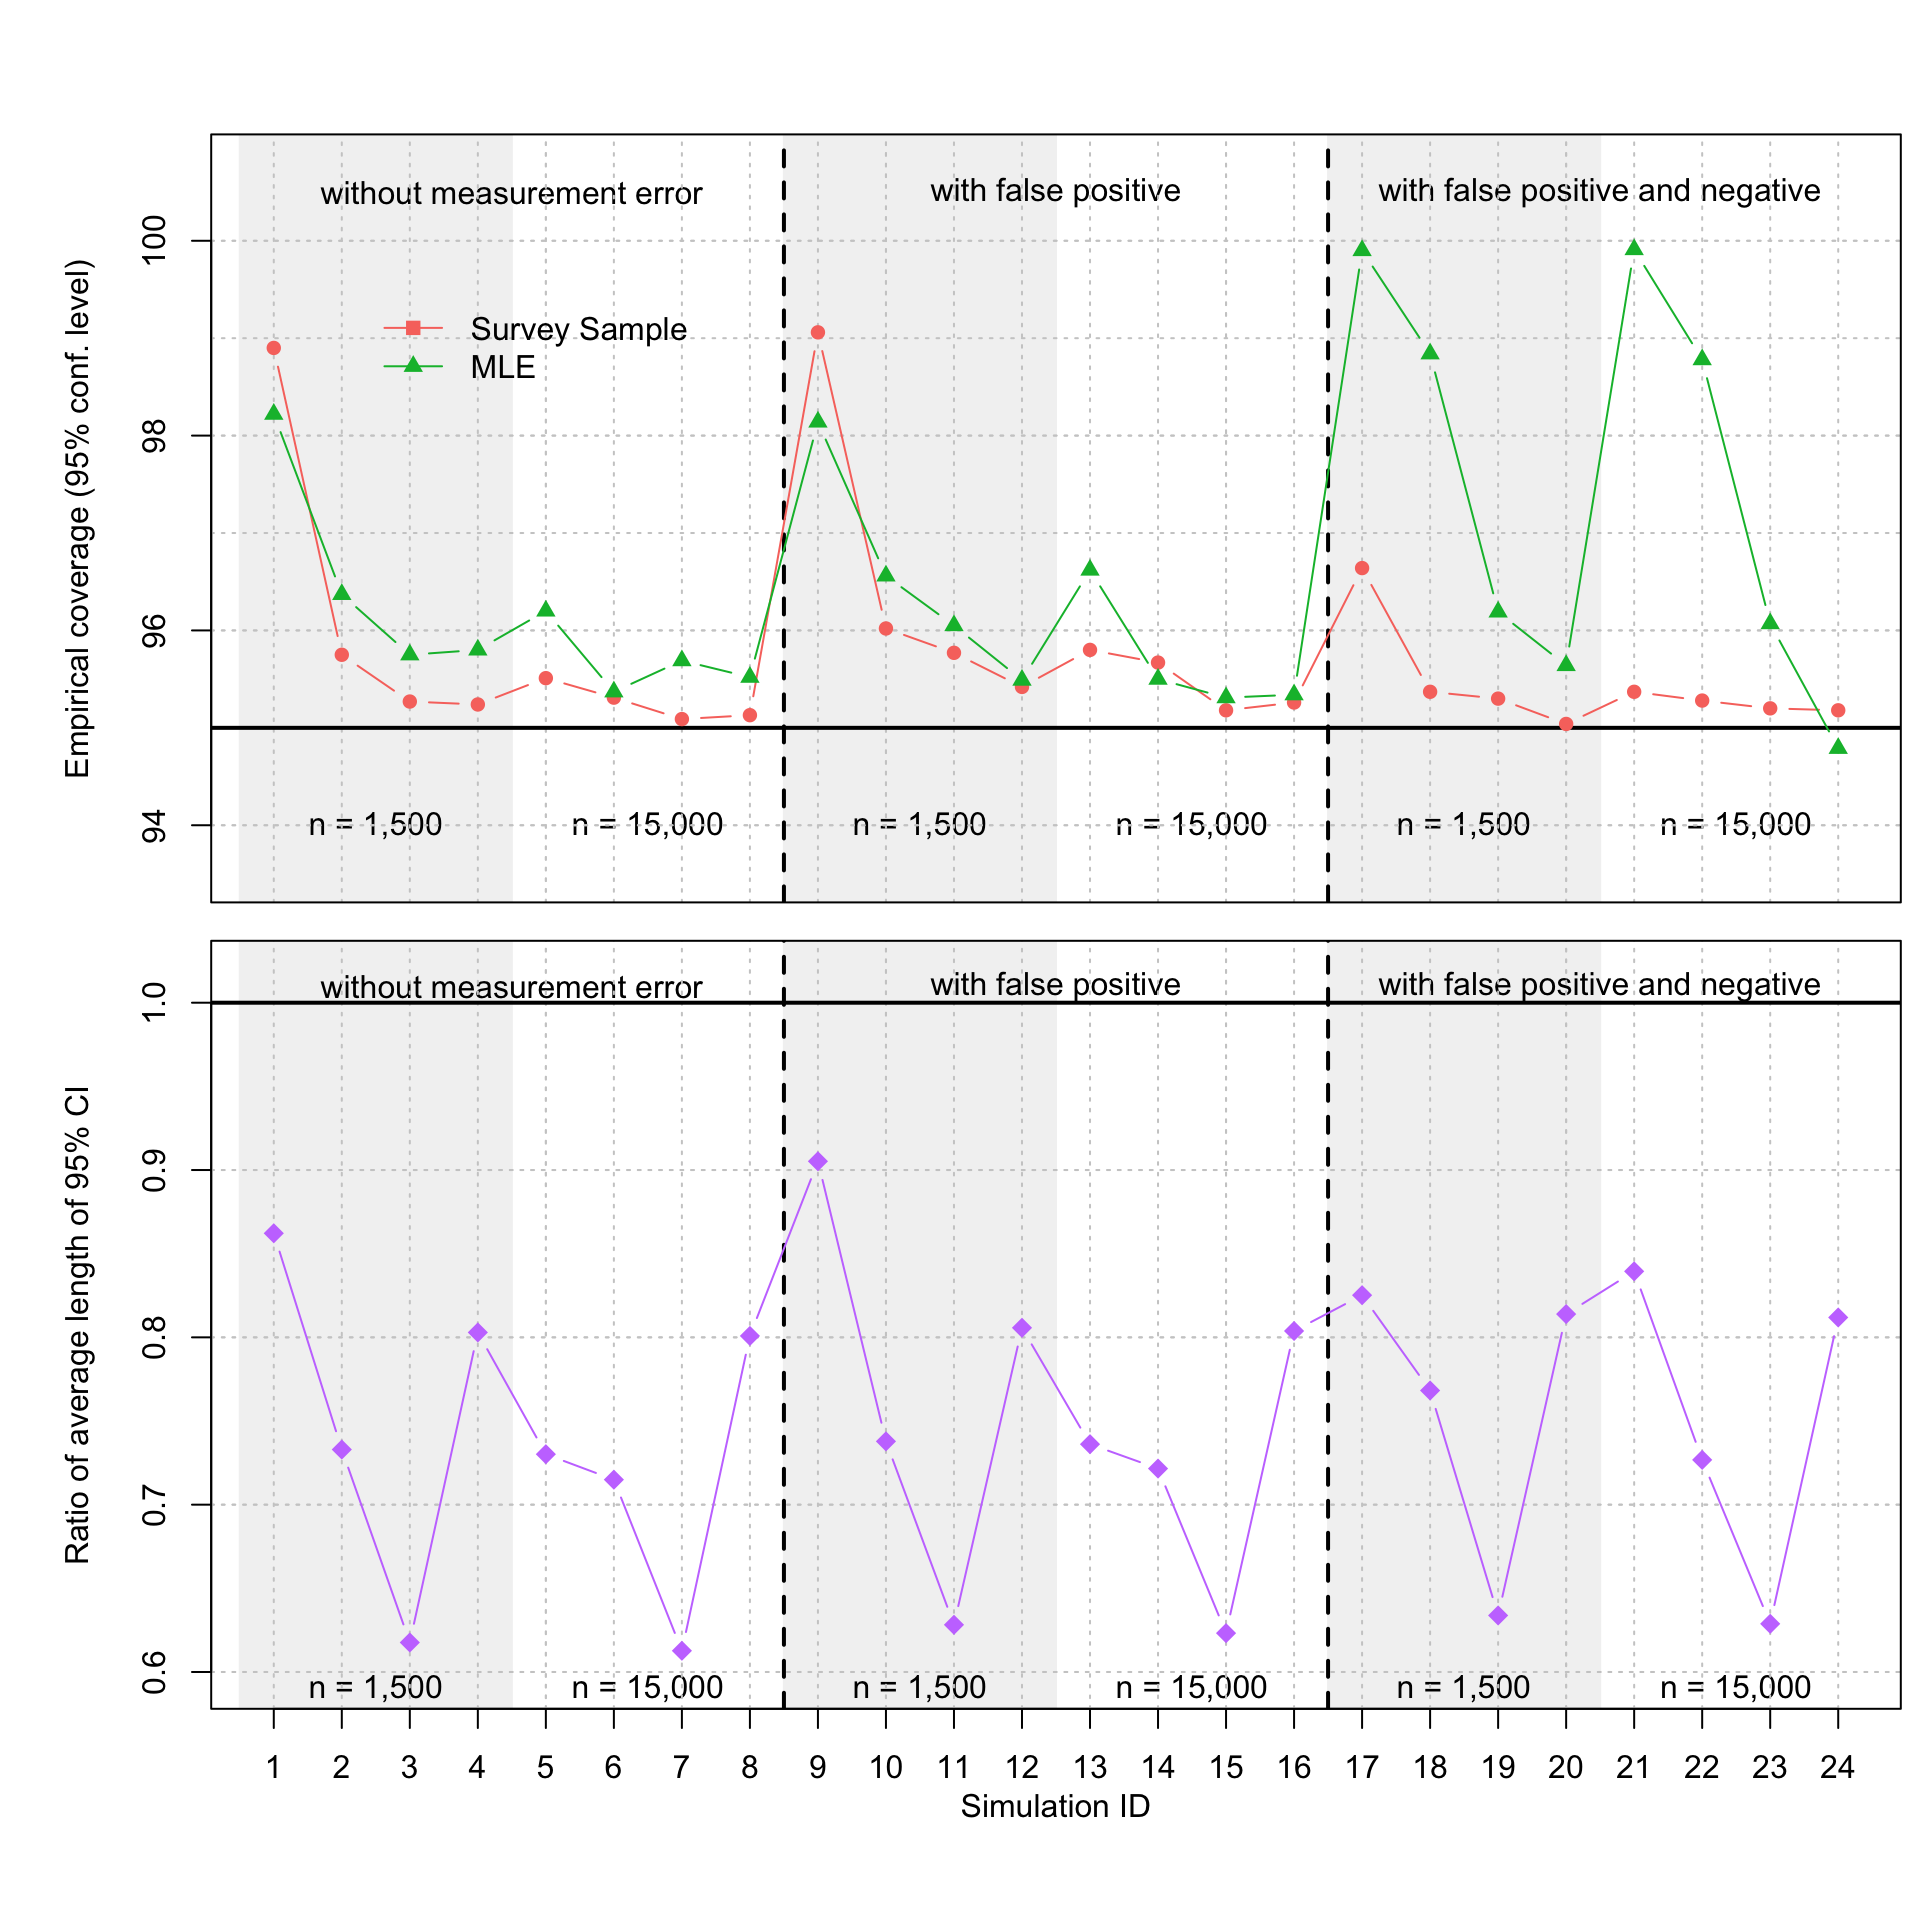 without measurement error with false positive with false positive and negative
100
98
96
94
Empirical coverage (95% conf. level)
Survey Sample
MLE
n = 1,500 n = 15,000 n = 1,500 n = 15,000 n = 1,500 n = 15,000
without measurement error with false positive with false positive and negative
1.0
0.9
0.8
0.7
0.6
Ratio of average length of 95% CI
n = 1,500 n = 15,000 n = 1,500 n = 15,000 n = 1,500 n = 15,000
1 2 3 4 5 6 7 8 9 10 11 12 13 14 15 16 17 18 19 20 21 22 23 24
Simulation ID